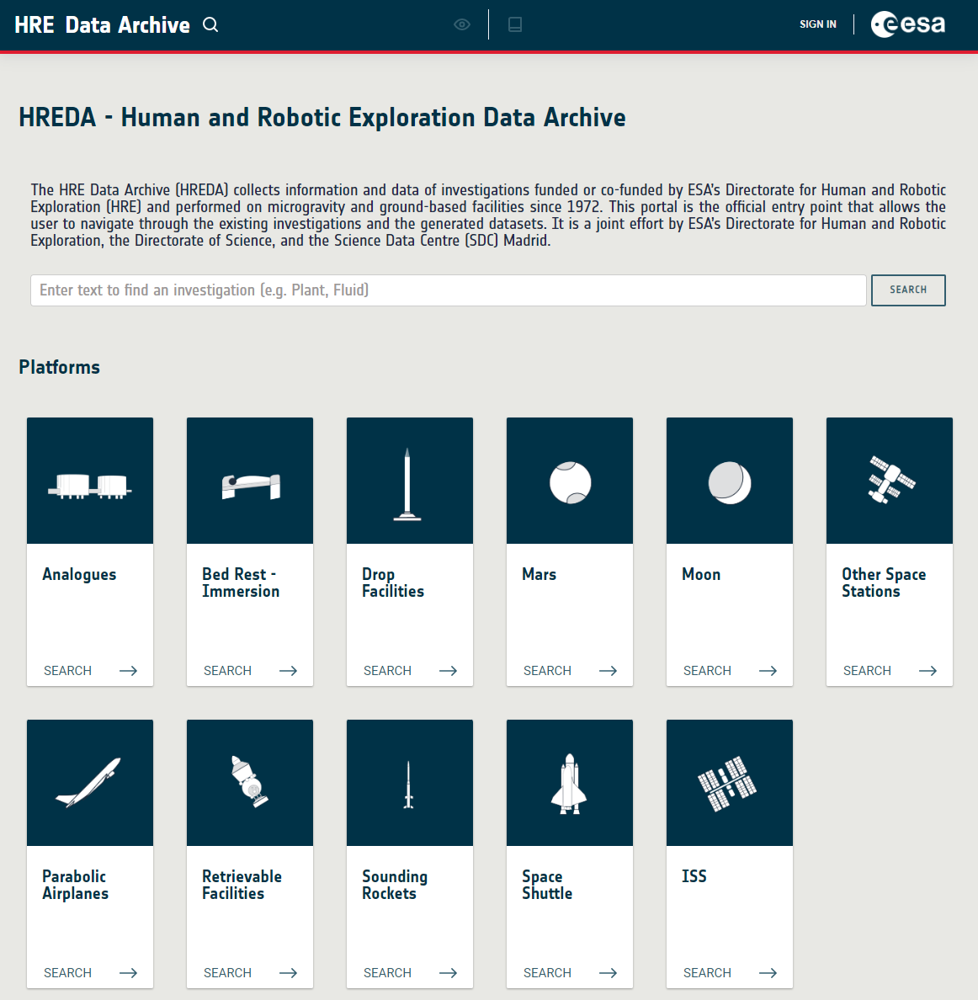 HRE Data Archive
SIGN IN
esa
HREDA - Human and Robotic Exploration Data Archive
The HRE Data Archive (HREDA) collects information and data of investigations funded or co-funded by ESA's Directorate for Human and Robotic
Exploration (HRE) and performed on microgravity and ground-based facilities since 1972. This portal is the official entry point that allows the
user to navigate through the existing investigations and the generated datasets. It is a joint effort by ESA's Directorate for Human and Robotic
Exploration, the Directorate of Science, and the Science Data Centre (SDC) Madrid.
Enter text to find an investigation (e.g. Plant, Fluid)
SEARCH
Platforms
Analogues
SEARCH
Bed Rest -
Immersion
SEARCH
Drop
Facilities
SEARCH
Mars
SEARCH
Moon
SEARCH
Other Space
Stations
SEARCH
Parabolic
Airplanes
SEARCH
Retrievable
Facilities
SEARCH
Sounding
Rockets
SEARCH
Space
Shuttle
SEARCH
ISS
SEARCH